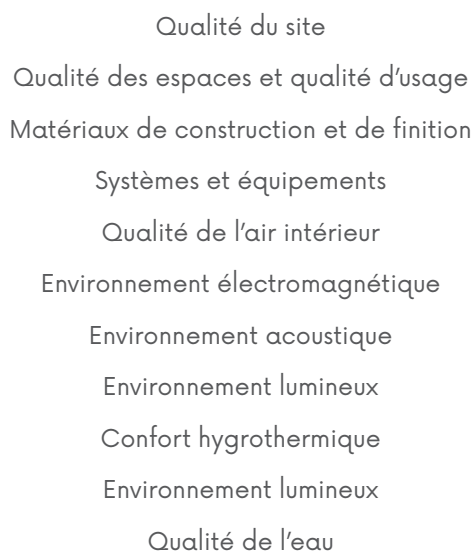 Qualité du site
Qualité des espaces et qualité d'usage
Matériaux de construction et de finition
Systèmes et équipements
Qualité de l'air intérieur
Environnement électromagnétique
Environnement acoustique
Environnement lumineux
Confort hygrothermique
Environnement lumineux
Qualité de l'eau